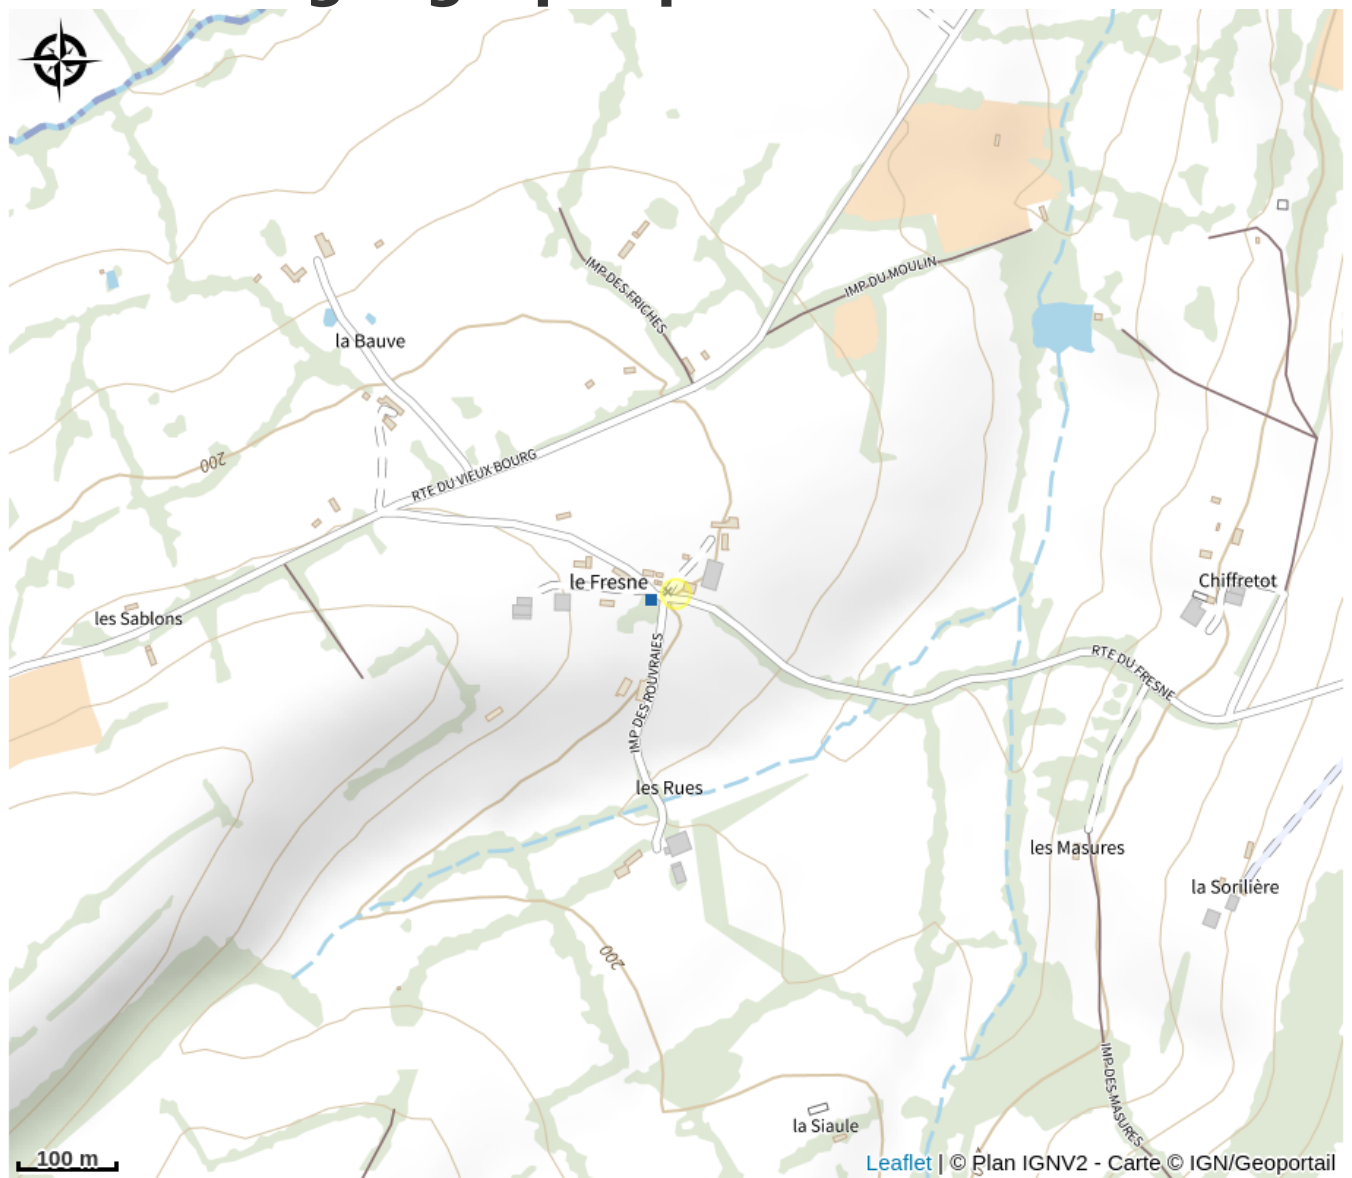 IMP DES FRICHES
IMP DU MOULIN
la Bauve
200
RTE DU VIEUX BOURG
le Fresne
Chiffretot
les Sablons
IMP DES ROUVRAIES
RTE DU FRESNE
les Rues
les Masures
la Sorilière
200
IMP DES MASURES
la Siaule
100 m
Leaflet | © Plan IGNV2 - Carte © IGN/Geoportail